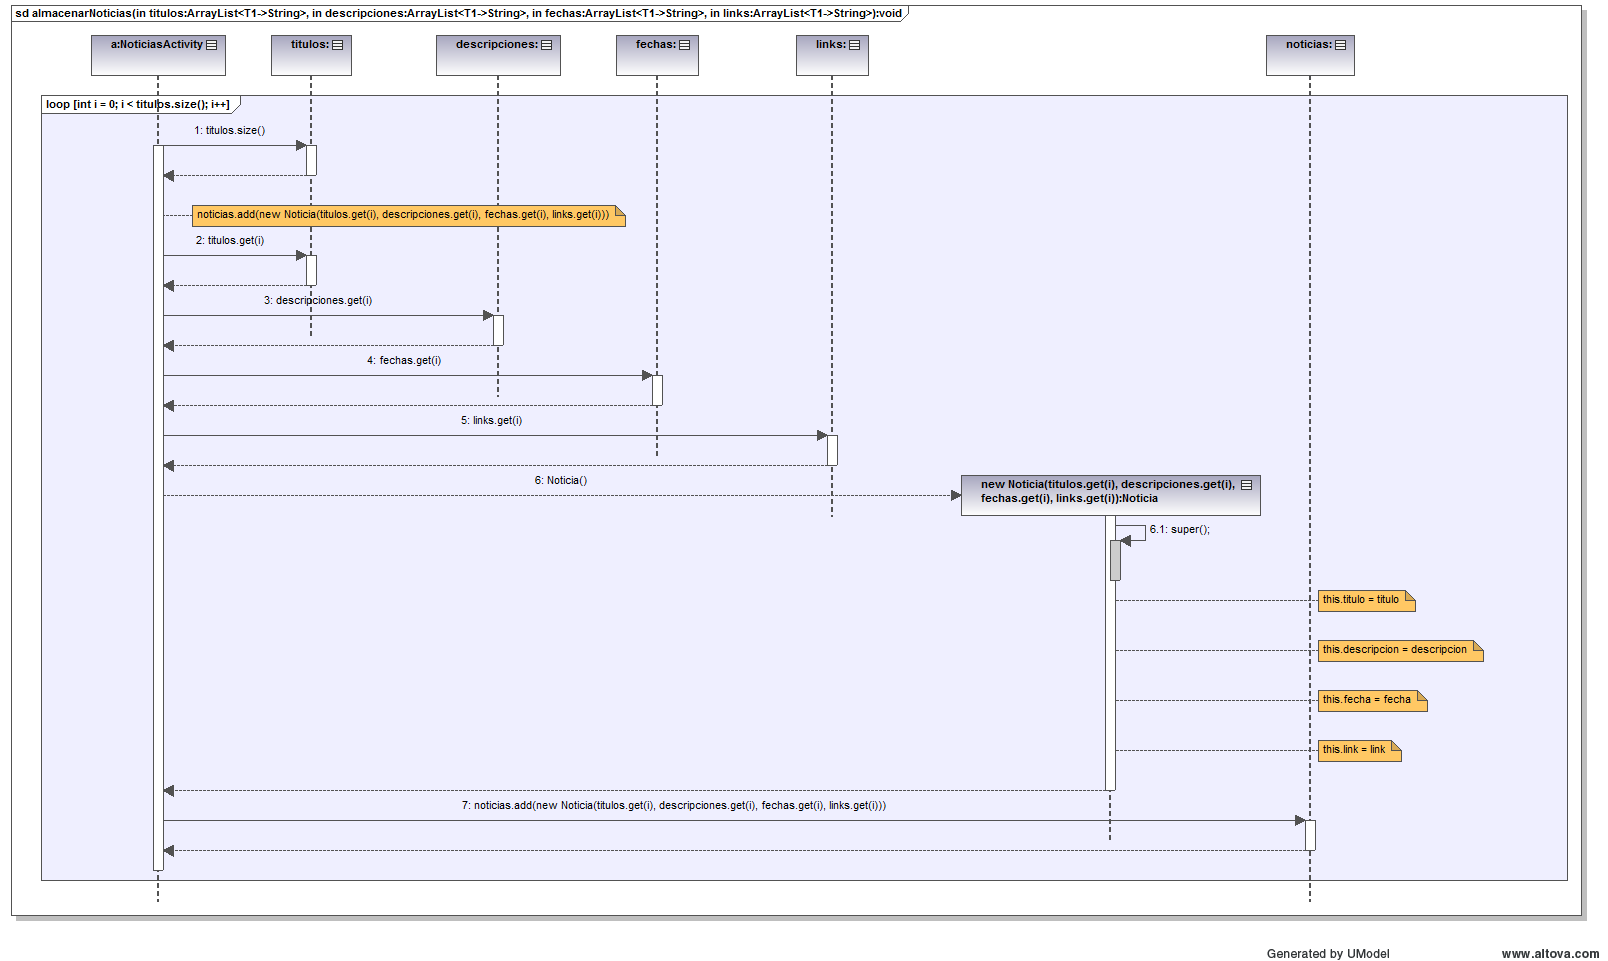 sd almacenarNoticias(in titulos:ArrayList<T1->String>, in descripciones:ArrayList<T1->String>, in fechas:ArrayList<T1->String>, in links:ArrayList<T1->String>):void
a:NoticiasActivity
titulos:
descripciones:
fechas:
links:
noticias:
loop [int i = 0; i < titulos.size(); i++]
1: titulos.size()
noticias.add(new Noticia(titulos.get(i), descripciones.get(i), fechas.get(i), links.get(i)))
2: titulos.get(i)
3: descripciones.get(i)
4: fechas.get(i)
5: links.get(i)
6: Noticia()
new Noticia(titulos.get(i), descripciones.get(i),
fechas.get(i), links.get(i)):Noticia
6.1: super();
this.titulo = titulo
this.descripcion = descripcion
this.fecha = fecha
this.link = link
7: noticias.add(new Noticia(titulos.get(i), descripciones.get(i), fechas.get(i), links.get(i)))
Generated by UModel
www.altova.com